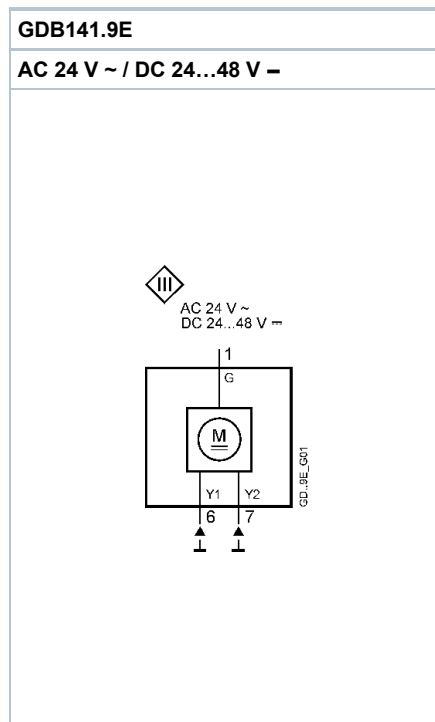 GDB141.9E
AC 24 V ~ / DC 24…48 V ⎓
III
AC 24 V ~
DC 24...48 V ⎓
1
G
M
Y1 Y2
6 7
GD..9E_G01